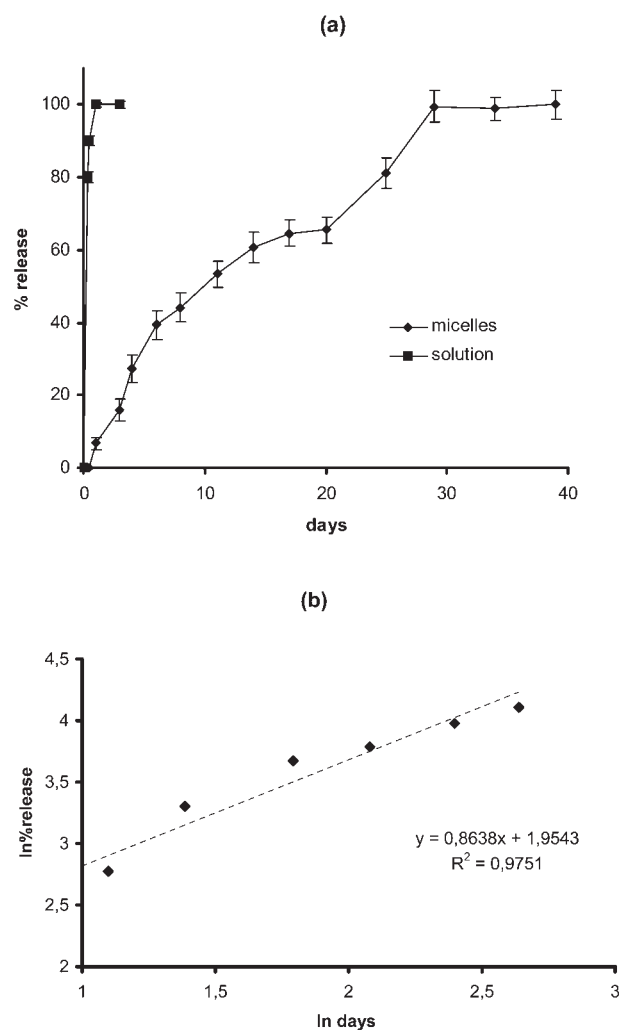 (a)
% release
100
80
60
40
20
0
micelles
solution
0 10 20 30 40
days
(b)
ln%release
4,5
4
3,5
3
2,5
2
y = 0,8638x + 1,9543
R² = 0,9751
1 1,5 2 2,5 3
ln days